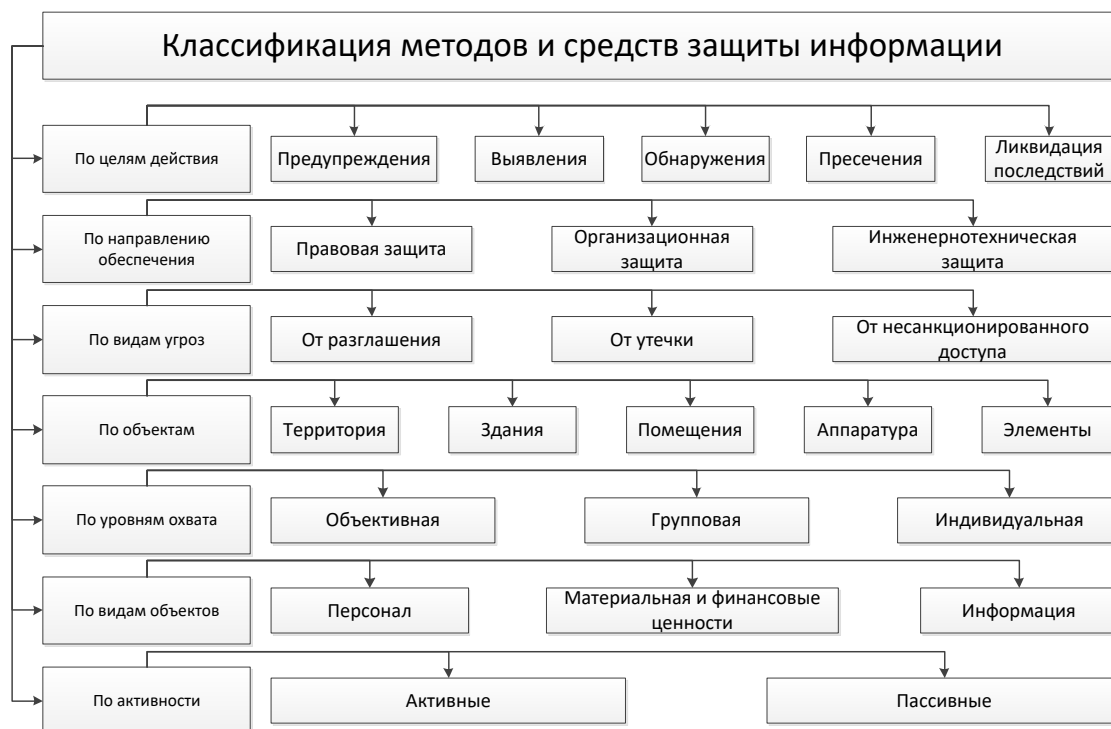 Классификация методов и средств защиты информации
По целям действия
Предупреждения
Выявления
Обнаружения
Пресечения
Ликвидация
последствий
По направлению
обеспечения
Правовая защита
Организационная
защита
Инженернотехническая
защита
По видам угроз
От разглашения
От утечки
От несанкционированного
доступа
По объектам
Территория
Здания
Помещения
Аппаратура
Элементы
По уровням охвата
Объективная
Групповая
Индивидуальная
По видам объектов
Персонал
Материальная и финансовые
ценности
Информация
По активности
Активные
Пассивные